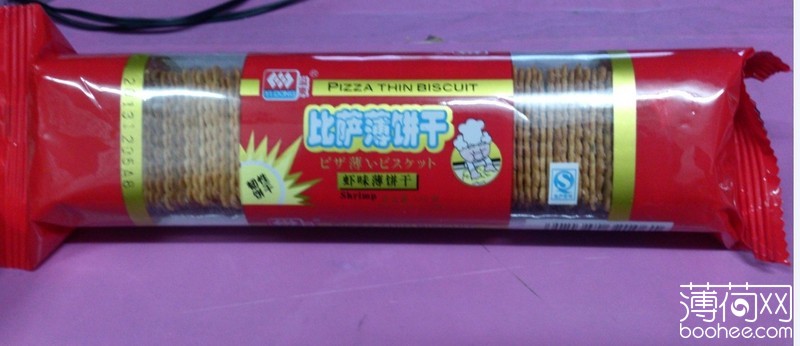 PIZZA THIN BISCUIT
比萨薄饼干
ピザ薄いビスケット
虾味薄饼干
Shrimp
薄荷网
boohee.com